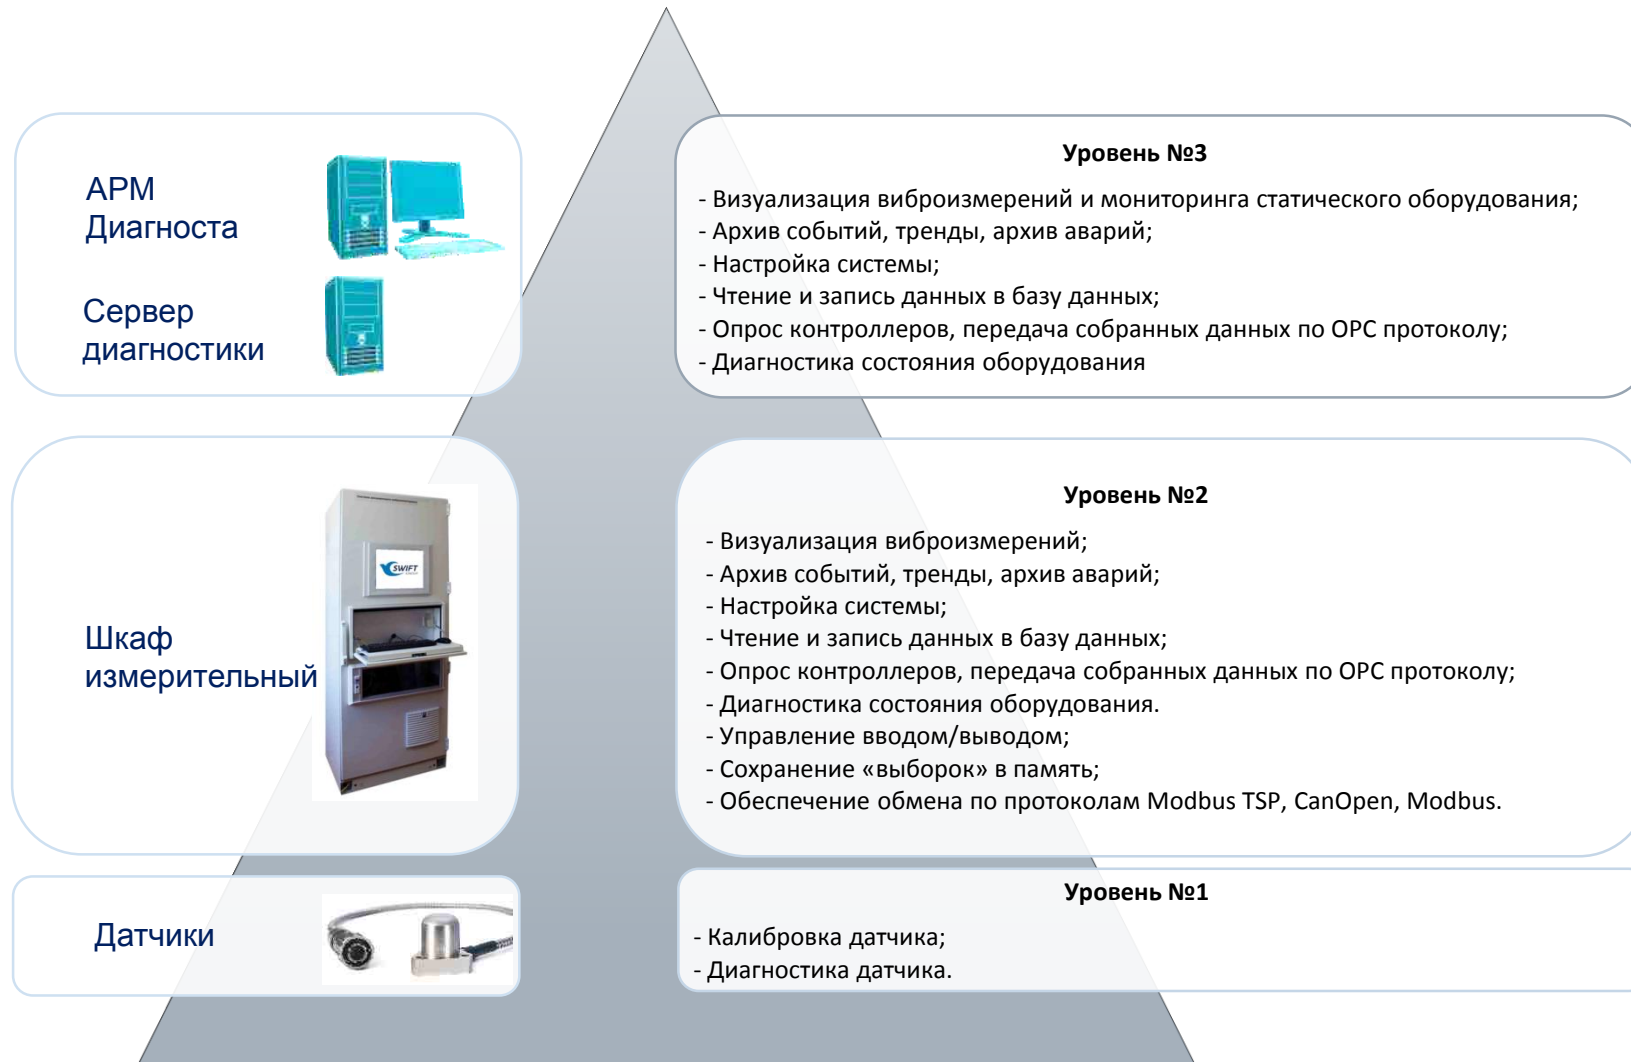 АРМ
Диагноста
Сервер
диагностики
Уровень №3
- Визуализация виброизмерений и мониторинга статического оборудования;
- Архив событий, тренды, архив аварий;
- Настройка системы;
- Чтение и запись данных в базу данных;
- Опрос контроллеров, передача собранных данных по ОРС протоколу;
- Диагностика состояния оборудования
Шкаф
измерительный
SWIFT
Уровень №2
- Визуализация виброизмерений;
- Архив событий, тренды, архив аварий;
- Настройка системы;
- Чтение и запись данных в базу данных;
- Опрос контроллеров, передача собранных данных по ОРС протоколу;
- Диагностика состояния оборудования.
- Управление вводом/выводом;
- Сохранение «выборок» в память;
- Обеспечение обмена по протоколам Modbus TSP, CanOpen, Modbus.
Датчики
Уровень №1
- Калибровка датчика;
- Диагностика датчика.